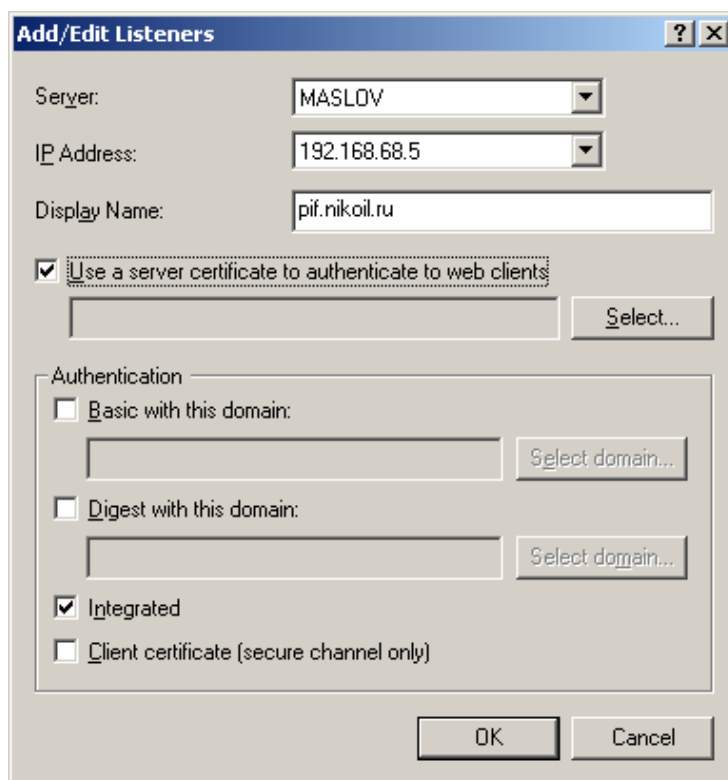 Add/Edit Listeners
Server: MASLOV
IP Address: 192.168.68.5
Display Name: pif.nikoil.ru
Use a server certificate to authenticate to web clients
Select...
Authentication
Basic with this domain:
Select domain...
Digest with this domain:
Select domain...
Integrated
Client certificate (secure channel only)
OK Cancel